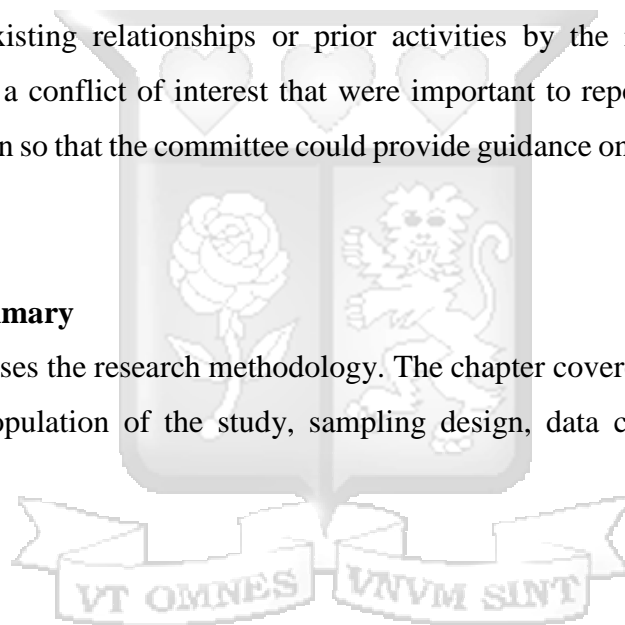 xisting relationships or prior activities by the
a conflict of interest that were important to repo
n so that the committee could provide guidance on
mary
ses the research methodology. The chapter cover
opulation of the study, sampling design, data c
VT OMNES VNVM SINT